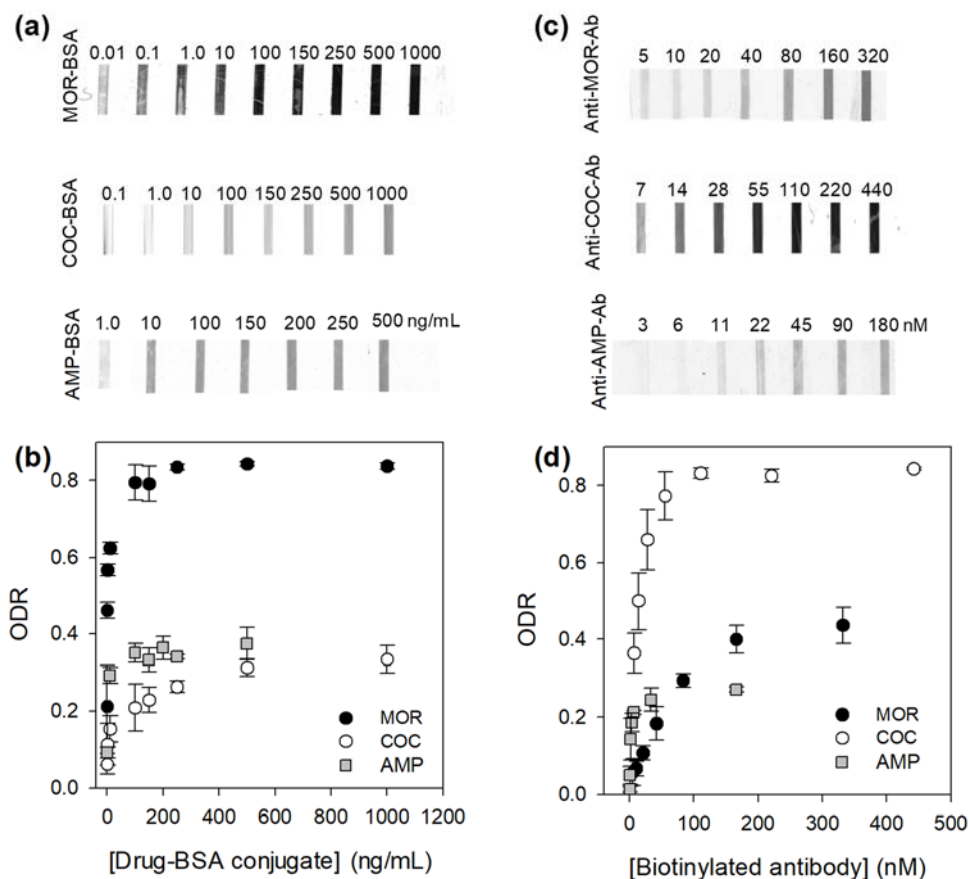 (a)
MOR-BSA
0.01 0.1 1.0 10 100 150 250 500 1000
COC-BSA
0.1 1.0 10 100 150 250 500 1000
AMP-BSA
1.0 10 100 150 200 250 500 ng/mL
(b)
ODR
0.8
0.6
0.4
0.2
0.0
MOR
COC
AMP
0 200 400 600 800 1000 1200
[Drug-BSA conjugate] (ng/mL)
(c)
Anti-MOR-Ab
5 10 20 40 80 160 320
Anti-COC-Ab
7 14 28 55 110 220 440
Anti-AMP-Ab
3 6 11 22 45 90 180 nM
(d)
ODR
0.8
0.6
0.4
0.2
0.0
MOR
COC
AMP
0 100 200 300 400 500
[Biotinylated antibody] (nM)